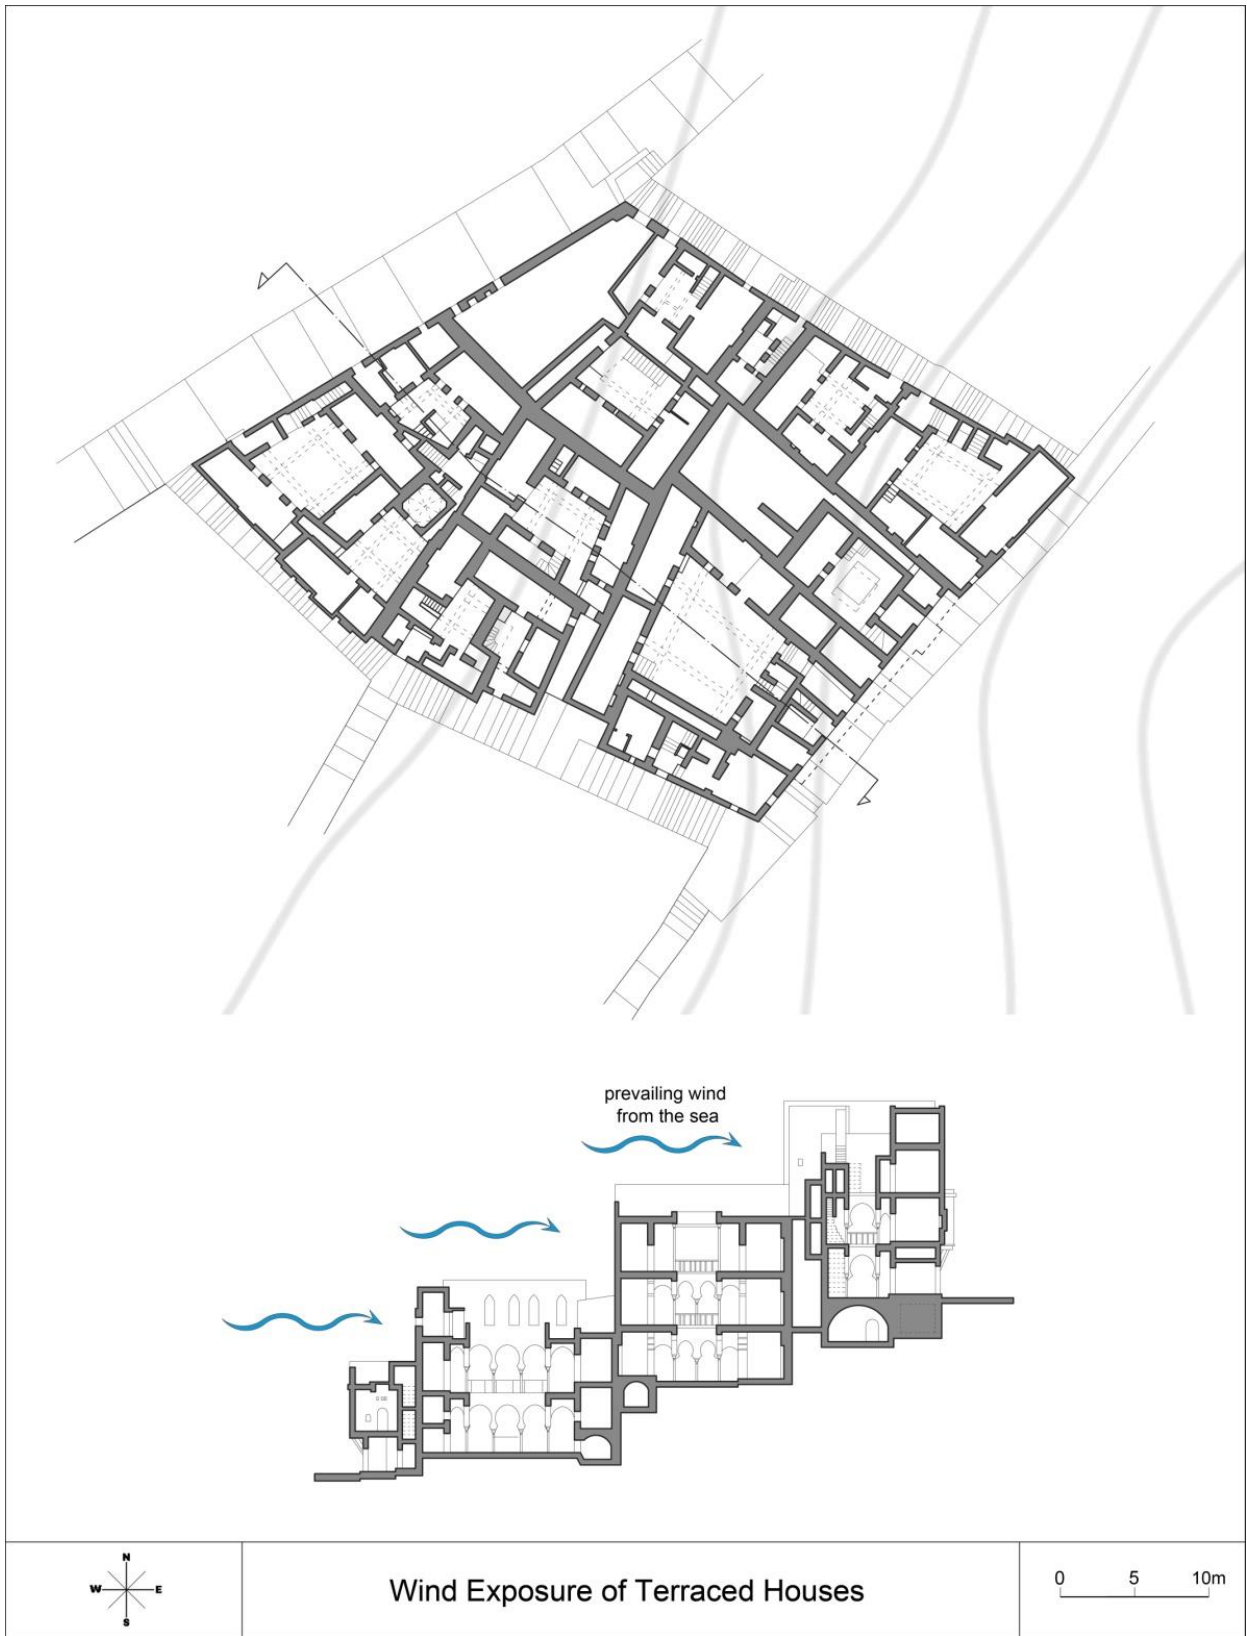 prevailing wind
from the sea
N
W E
S
Wind Exposure of Terraced Houses
0 5 10m